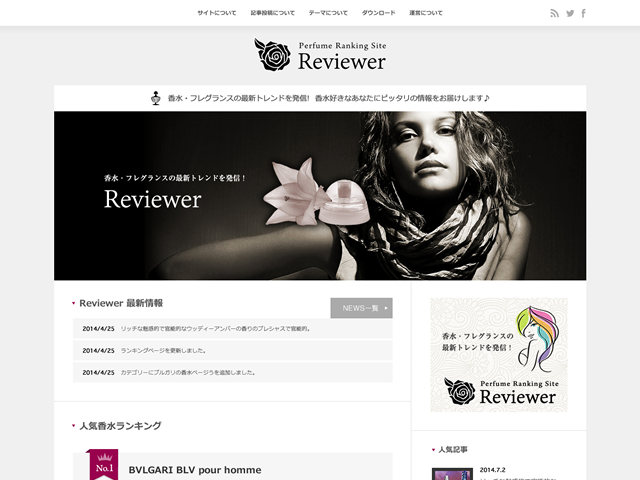 サイトについて 記事投稿について テーマについて ダウンロード 運営について
Perfume Ranking Site
Reviewer
香水・フレグランスの最新トレンドを発信! 香水好きなあなたにピッタリの情報をお届けします♪
香水・フレグランスの最新トレンドを発信！
Reviewer
Reviewer 最新情報
NEWS一覧
2014/4/25 リッチな魅惑的で官能的なウッディーアンバーの香りのプレシャスで官能的。
2014/4/25 ランキングページを更新しました。
2014/4/25 カテゴリーにブルガリの香水ページうを追加しました。
香水・フレグランスの
最新トレンドを発信！
Perfume Ranking Site
Reviewer
人気香水ランキング
No.1
BVLGARI BLV pour homme
人気記事
2014.7.2